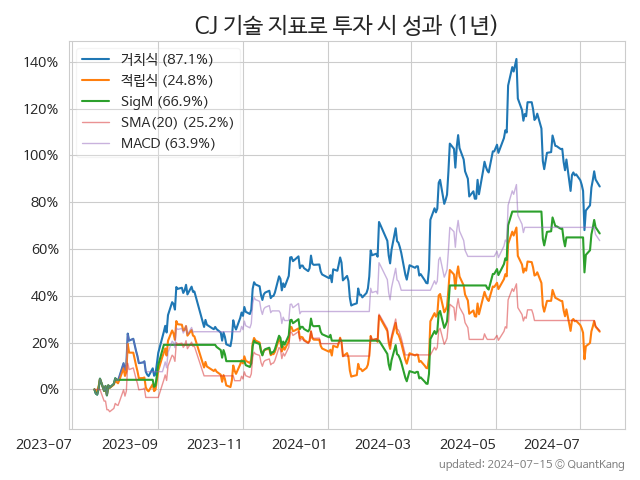 CJ 기술 지표로 투자 시 성과 (1년)
거치식 (87.1%)
적립식 (24.8%)
SigM (66.9%)
SMA(20) (25.2%)
MACD (63.9%)
140%
120%
100%
80%
60%
40%
20%
0%
2023-07 2023-09 2023-11 2024-01 2024-03 2024-05 2024-07
updated: 2024-07-15 © QuantKang